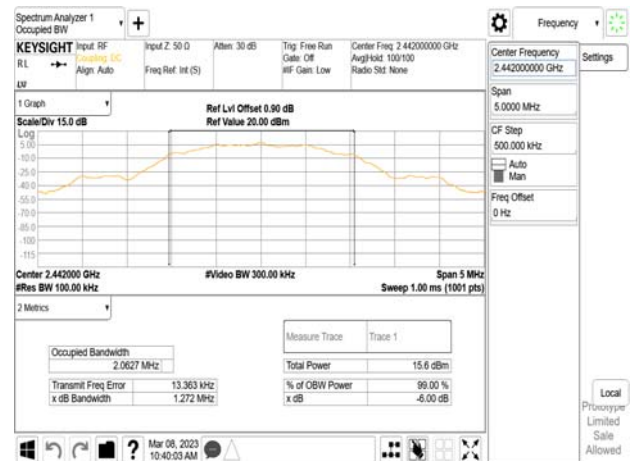 Spectrum Analyzer 1
Occupied BW
Frequency
KEYSIGHT
Input: RF
Input Z: 50 Ω
Atten: 30 dB
Trig: Free Run
Center Freq: 2.442000000 GHz
RL
Coupling: DC
Gate: Off
Avg|Hold: 100/100
Align: Auto
Freq Ref: Int (S)
#IF Gain: Low
Radio Std: None
Center Frequency
2.442000000 GHz
Settings
Span
5.0000 MHz
CF Step
500.000 kHz
Auto
Man
Freq Offset
0 Hz
1 Graph
Ref Lvl Offset 0.90 dB
Scale/Div 15.0 dB
Ref Value 20.00 dBm
Log
5.00
-10.0
-25.0
-40.0
-55.0
-70.0
-85.0
-100
-115
Center 2.442000 GHz
#Video BW 300.00 kHz
Span 5 MHz
#Res BW 100.00 kHz
Sweep 1.00 ms (1001 pts)
2 Metrics
Measure Trace
Trace 1
Occupied Bandwidth
2.0627 MHz
Total Power
15.6 dBm
Transmit Freq Error
13.363 kHz
% of OBW Power
99.00 %
x dB Bandwidth
1.272 MHz
x dB
-6.00 dB
Local
Prototype
Limited
Sale
Allowed
?
Mar 08, 2023
10:40:03 AM